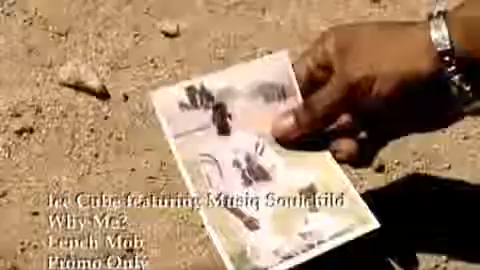 Ice Cube featuring Musiq Soulchild
Why Me?
Lench Mob
Promo Only